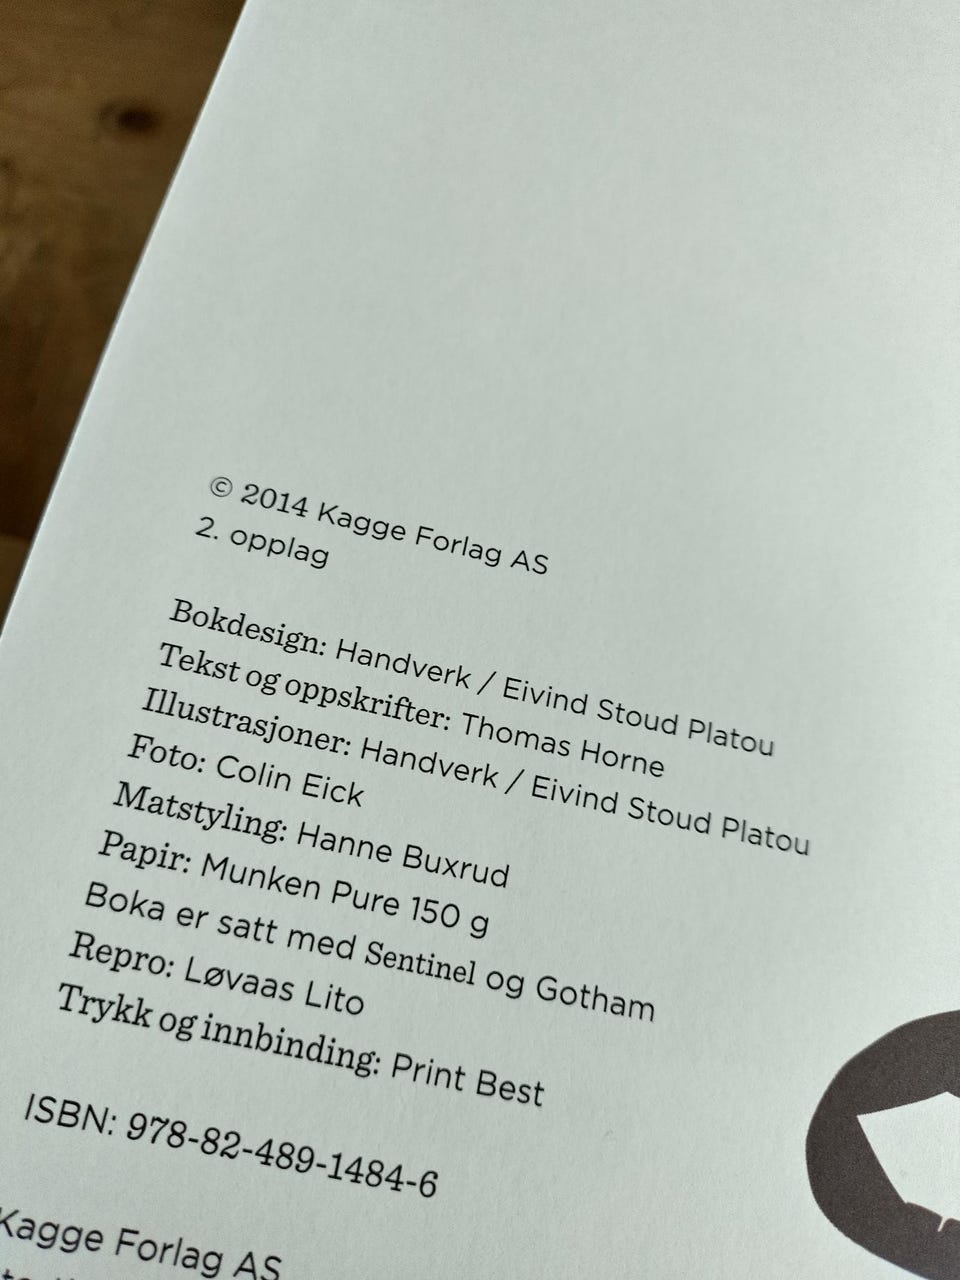 © 2014 Kagge Forlag AS
2. opplag
Bokdesign: Handverk / Eivind Stoud Platou
Tekst og oppskrifter: Thomas Horne
Illustrasjoner: Handverk / Eivind Stoud Platou
Foto: Colin Eick
Matstyling: Hanne Buxrud
Papir: Munken Pure 150 g
Boka er satt med Sentinel og Gotham
Repro: Løvaas Lito
Trykk og innbinding: Print Best
ISBN: 978-82-489-1484-6
Kagge Forlag AS